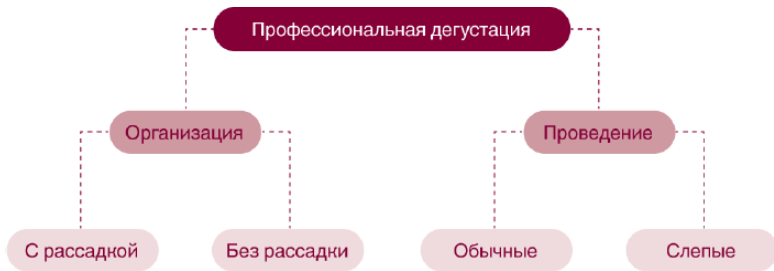 Профессиональная дегустация
Организация
Проведение
С рассадкой
Без рассадки
Обычные
Слепые